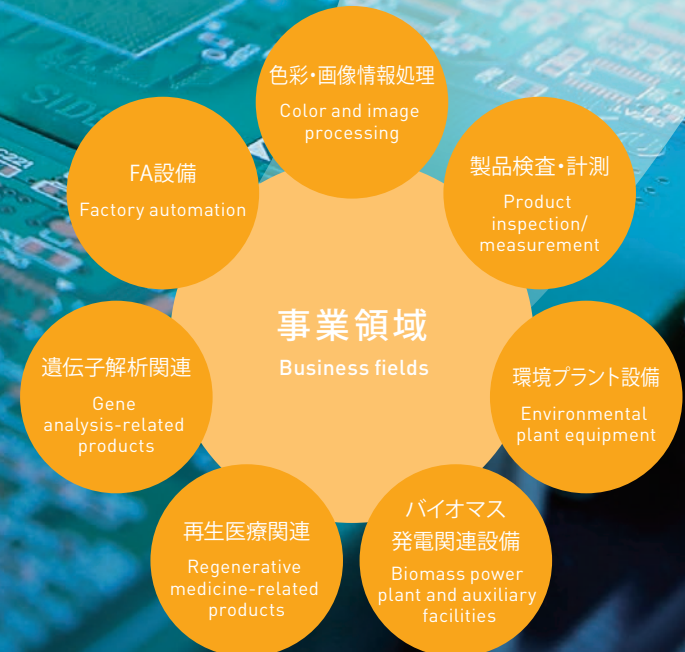 色彩・画像情報処理
Color and image
processing
製品検査・計測
Product
inspection/
measurement
環境プラント設備
Environmental
plant equipment
バイオマス
発電関連設備
Biomass power
plant and auxiliary
facilities
再生医療関連
Regenerative
medicine-related
products
遺伝子解析関連
Gene
analysis-related
products
FA設備
Factory automation
事業領域
Business fields